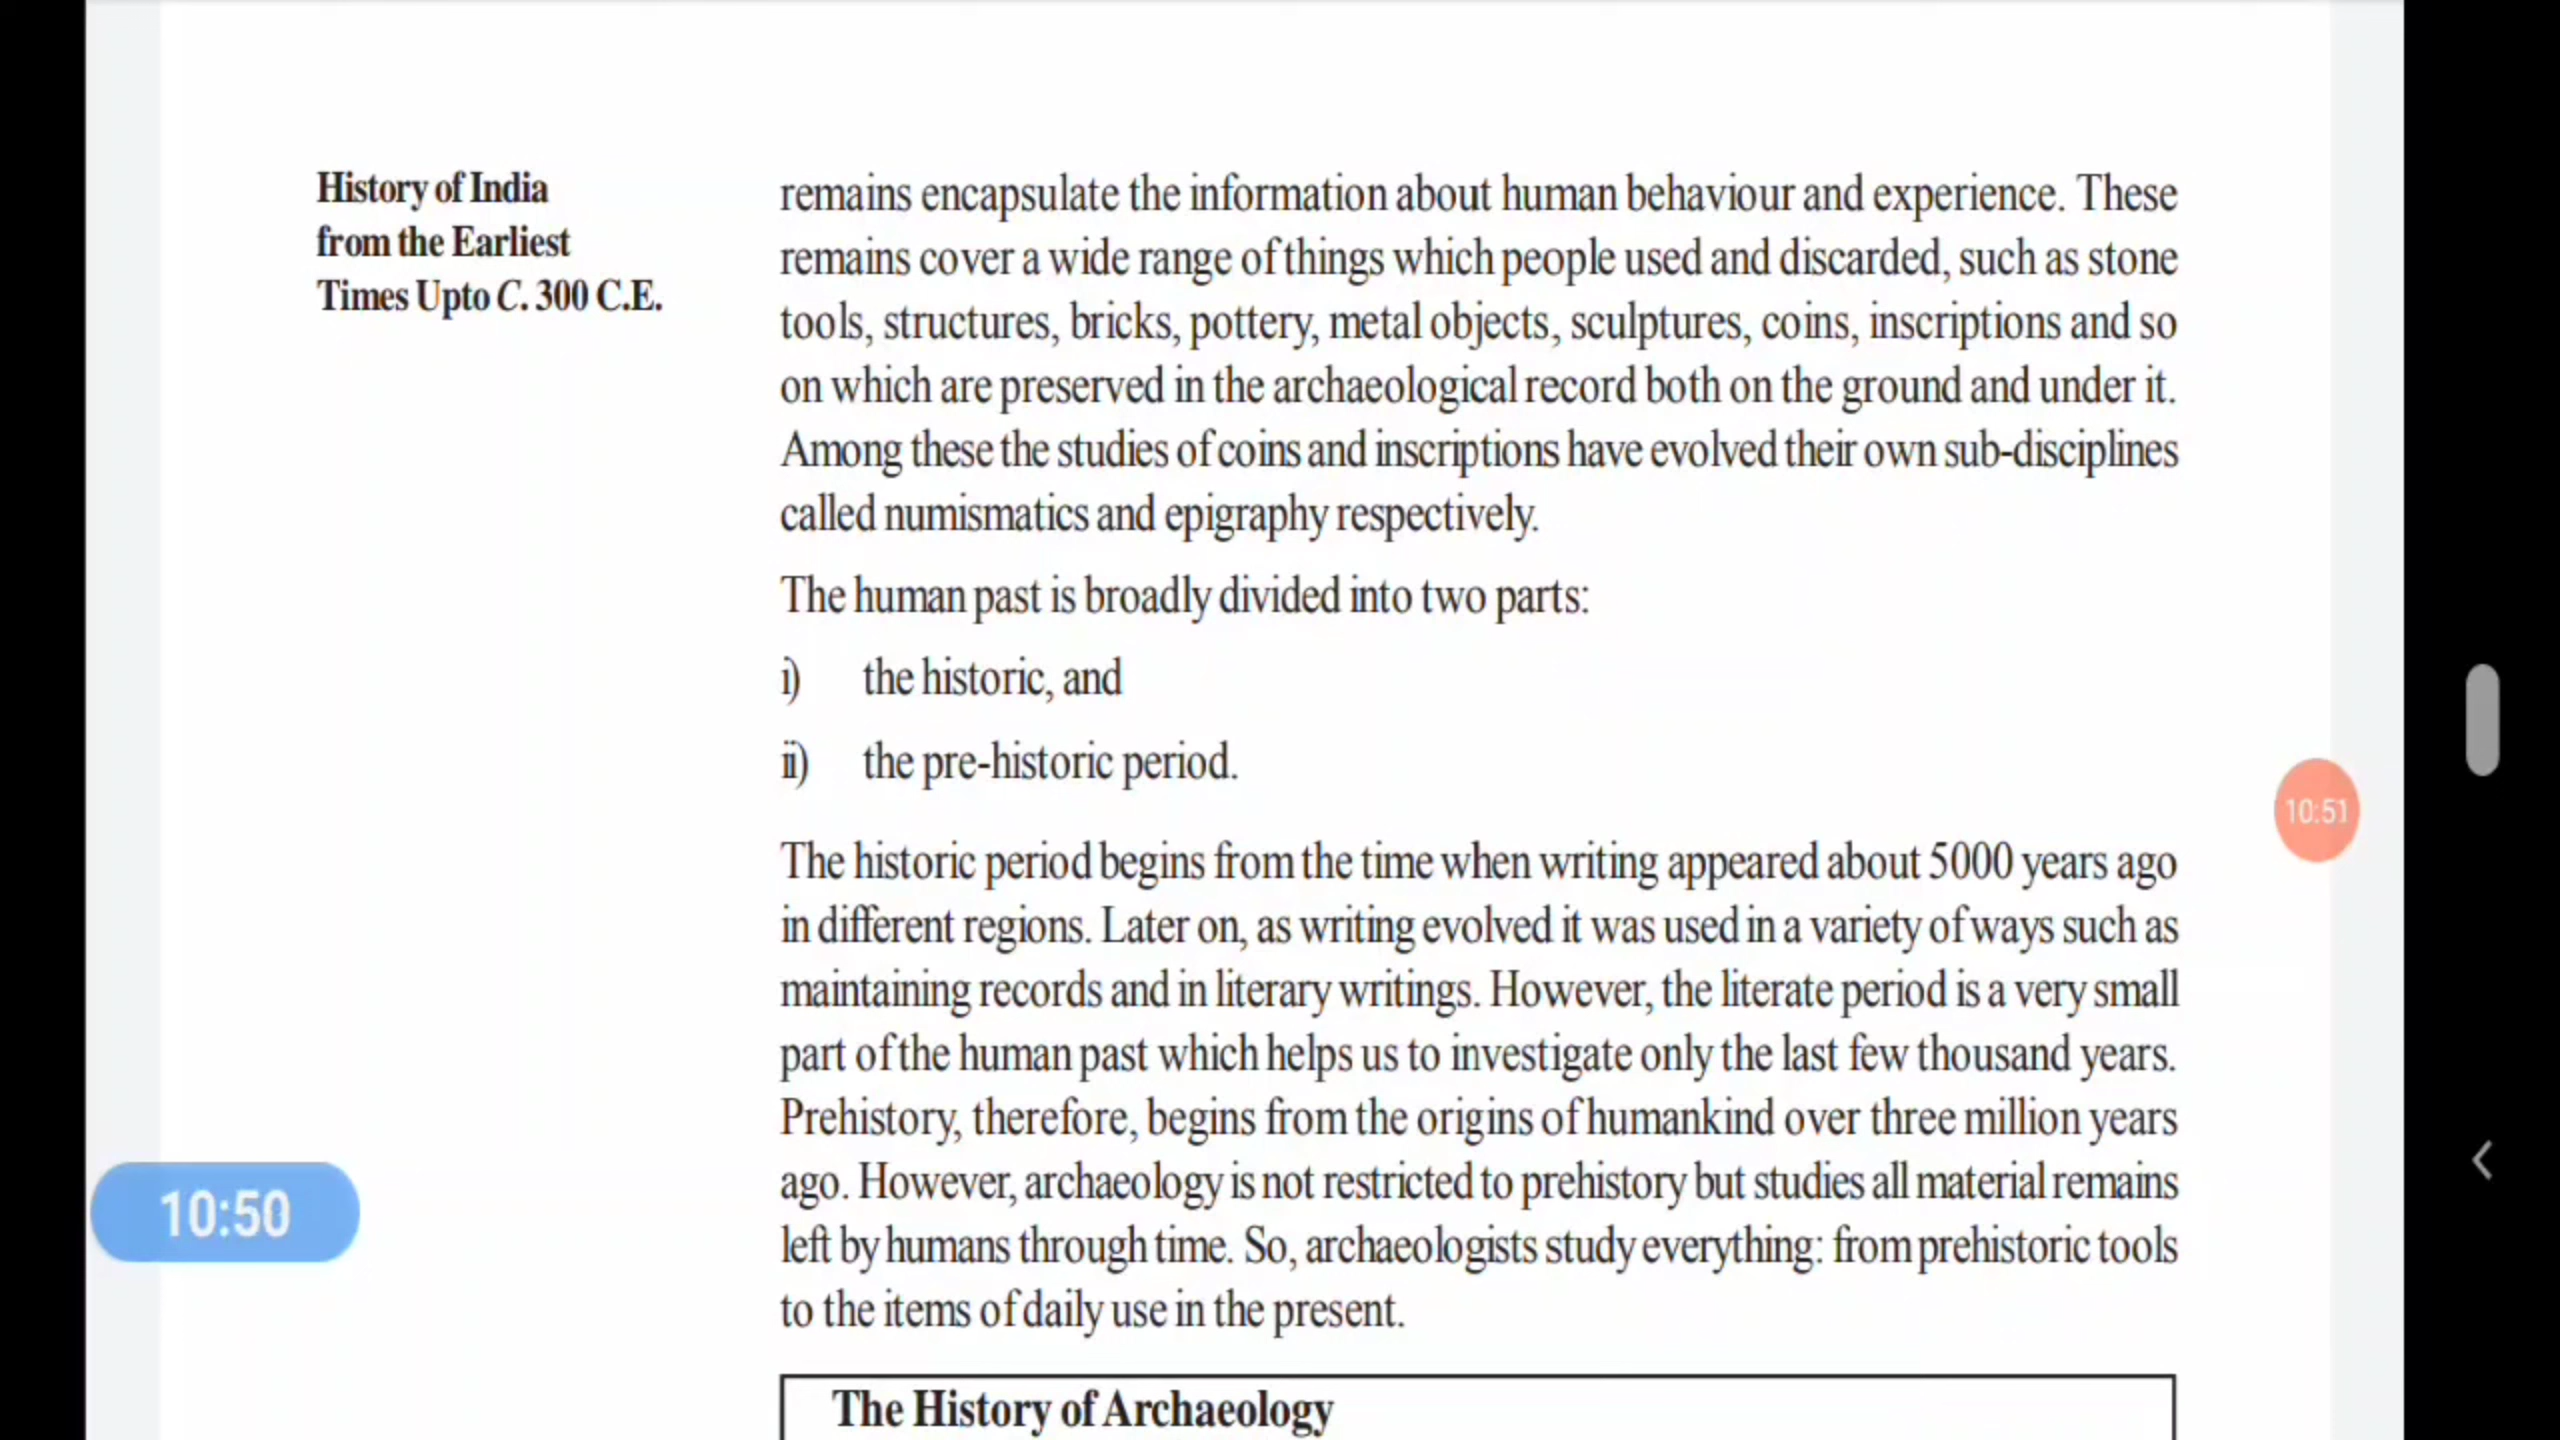 History of India
from the Earliest
Times Upto C. 300 C.E.
remains encapsulate the information about human behaviour and experience. These
remains cover a wide range of things which people used and discarded, such as stone
tools, structures, bricks, pottery, metal objects, sculptures, coins, inscriptions and so
on which are preserved in the archaeological record both on the ground and under it.
Among these the studies of coins and inscriptions have evolved their own sub-disciplines
called numismatics and epigraphy respectively.
The human past is broadly divided into two parts:
i) the historic, and
ii) the pre-historic period.
10:51
The historic period begins from the time when writing appeared about 5000 years ago
in different regions. Later on, as writing evolved it was used in a variety of ways such as
maintaining records and in literary writings. However, the literate period is a very small
part of the human past which helps us to investigate only the last few thousand years.
Prehistory, therefore, begins from the origins of humankind over three million years
ago. However, archaeology is not restricted to prehistory but studies all material remains
left by humans through time. So, archaeologists study everything: from prehistoric tools
to the items of daily use in the present.
10:50
The History of Archaeology